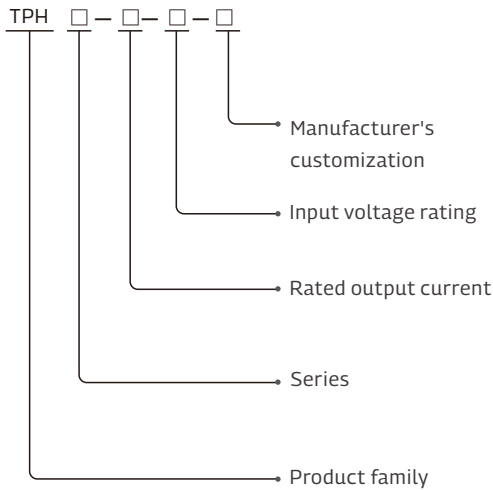 TPH □-□-□-□
Manufacturer's
customization
Input voltage rating
Rated output current
Series
Product family